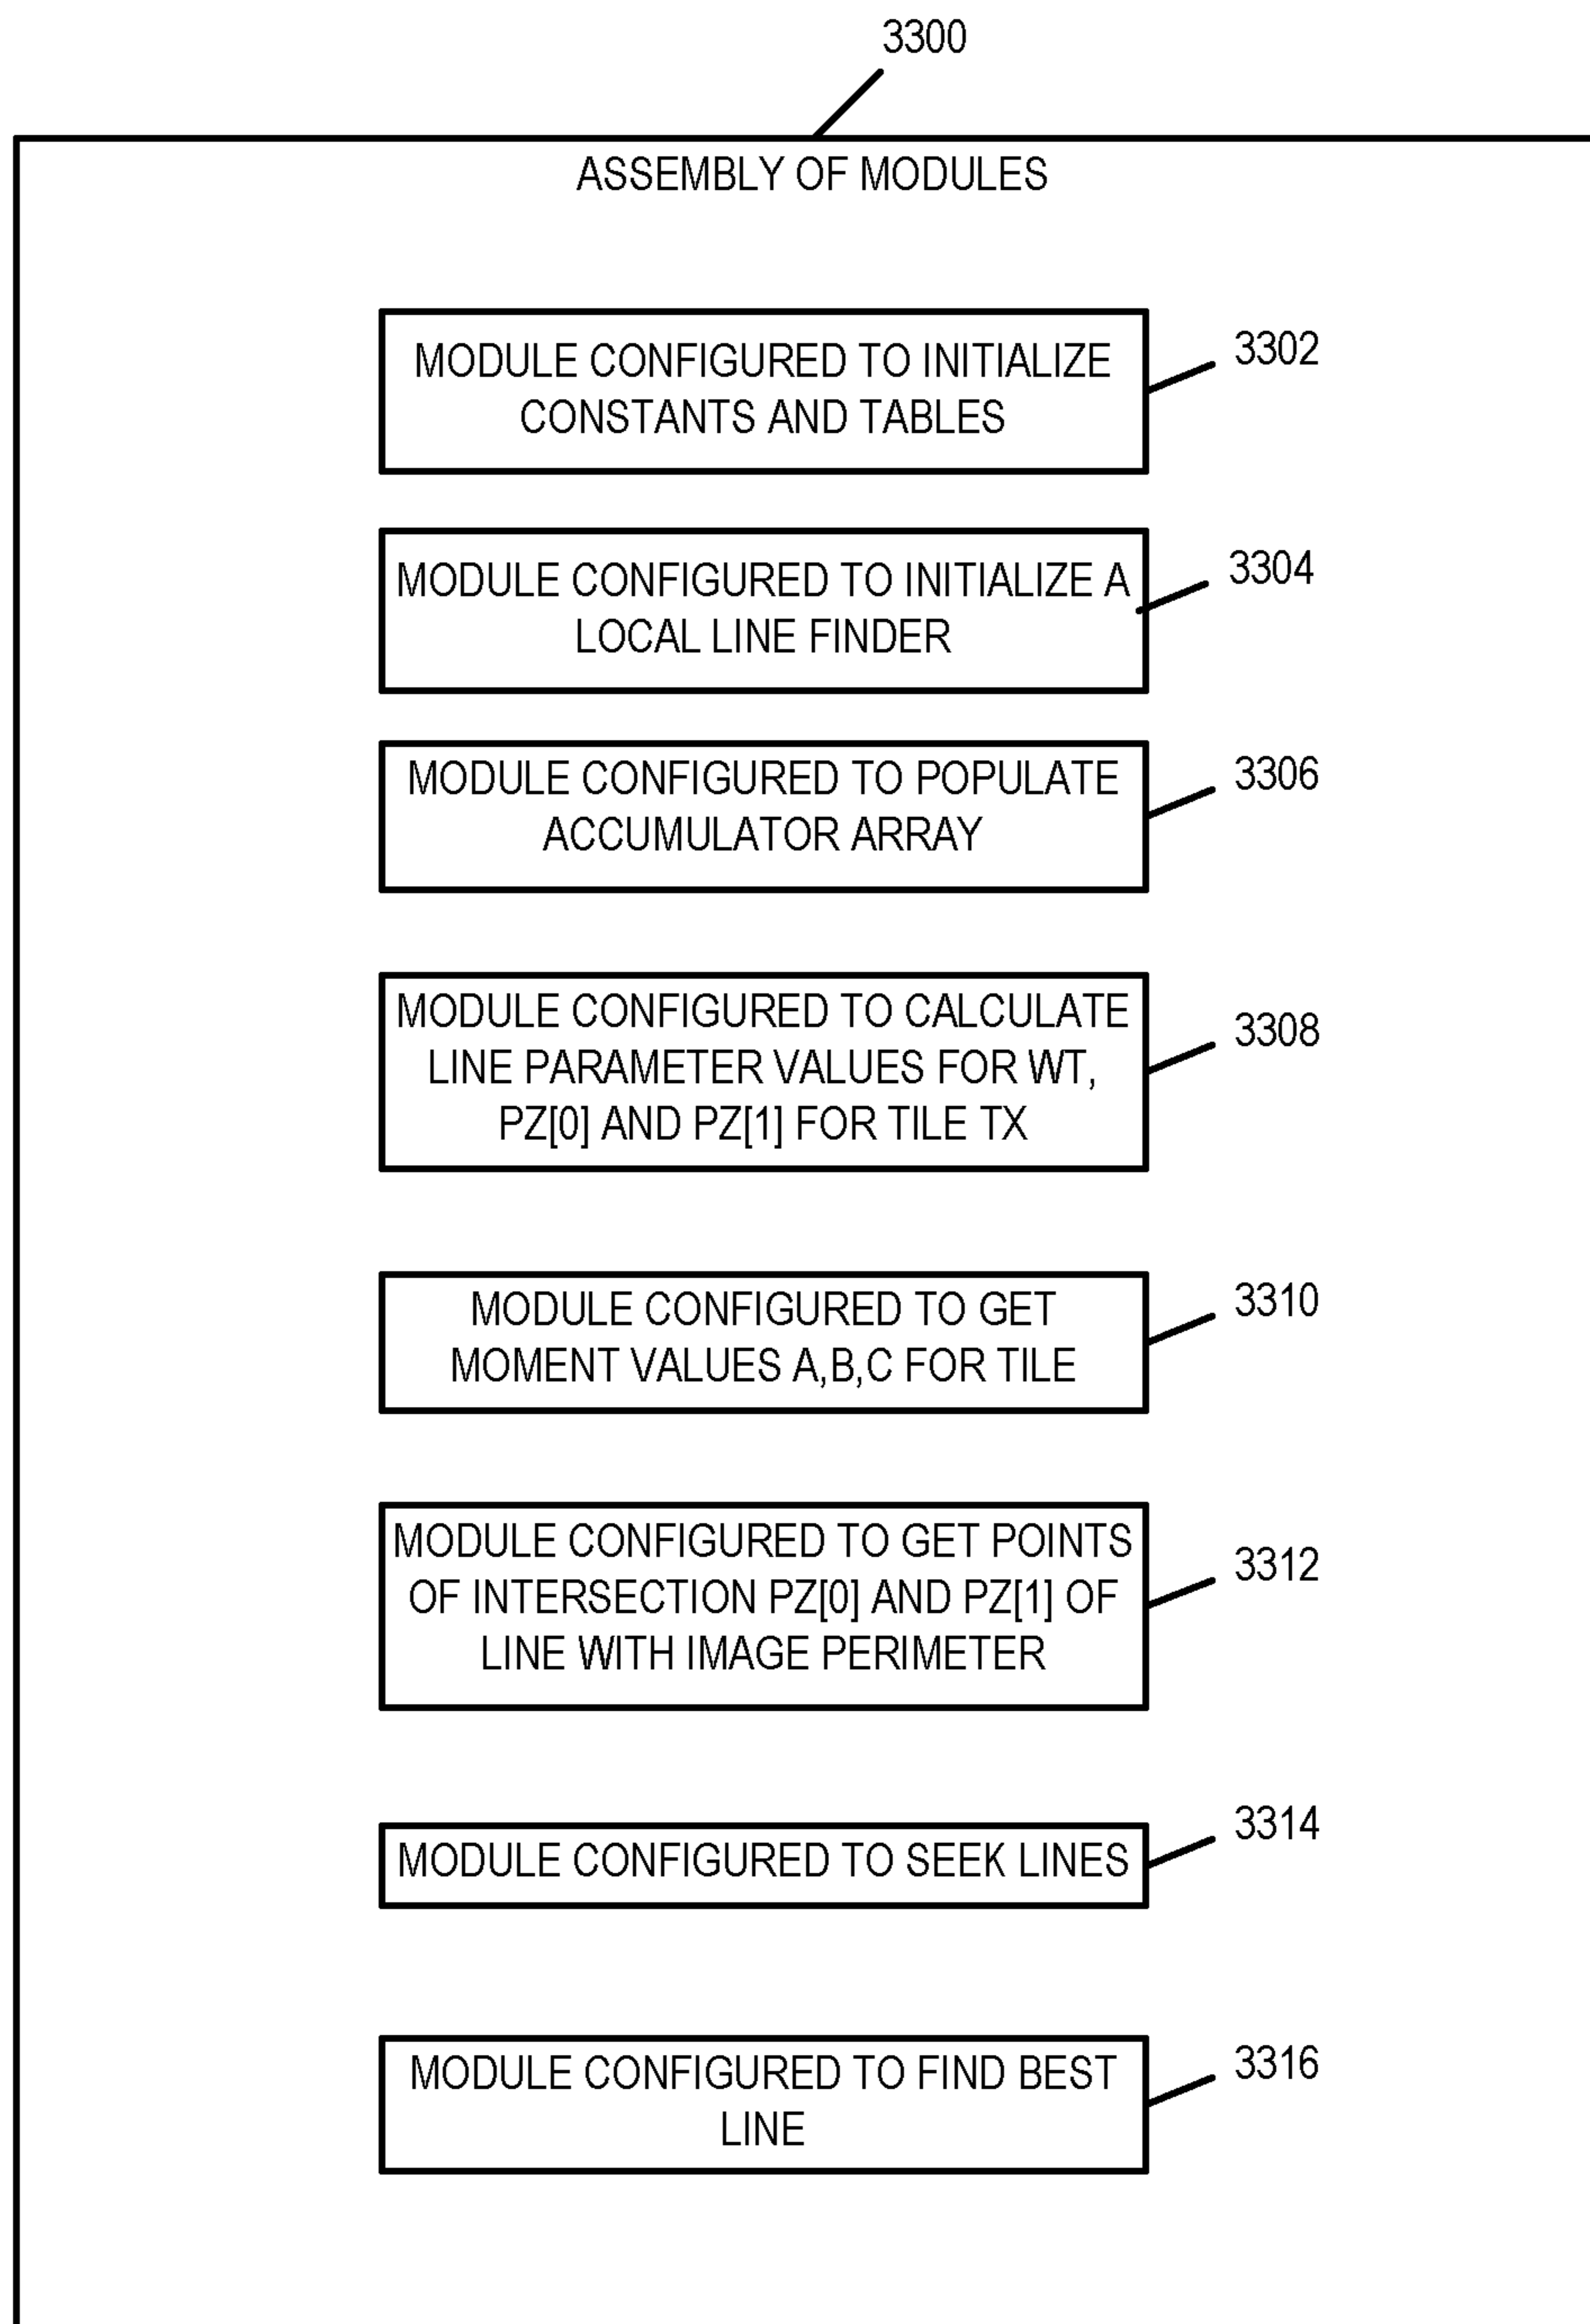 3300
ASSEMBLY OF MODULES
MODULE CONFIGURED TO INITIALIZE
CONSTANTS AND TABLES
3302
MODULE CONFIGURED TO INITIALIZE A
LOCAL LINE FINDER
3304
MODULE CONFIGURED TO POPULATE
ACCUMULATOR ARRAY
3306
MODULE CONFIGURED TO CALCULATE
LINE PARAMETER VALUES FOR WT,
PZ[0] AND PZ[1] FOR TILE TX
3308
MODULE CONFIGURED TO GET
MOMENT VALUES A,B,C FOR TILE
3310
MODULE CONFIGURED TO GET POINTS
OF INTERSECTION PZ[0] AND PZ[1] OF
LINE WITH IMAGE PERIMETER
3312
MODULE CONFIGURED TO SEEK LINES
3314
MODULE CONFIGURED TO FIND BEST
LINE
3316